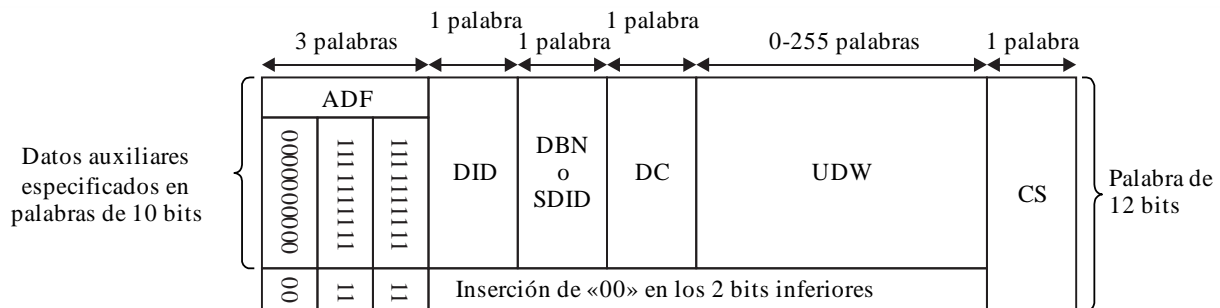 1 palabra
1 palabra
3 palabras
1 palabra
0-255 palabras
1 palabra
ADF
0000000000
1111111111
1111111111
DID
DBN
o
SDID
DC
UDW
CS
Datos auxiliares
especificados en
palabras de 10 bits
Palabra de
12 bits
00
11
11
Inserción de «00» en los 2 bits inferiores